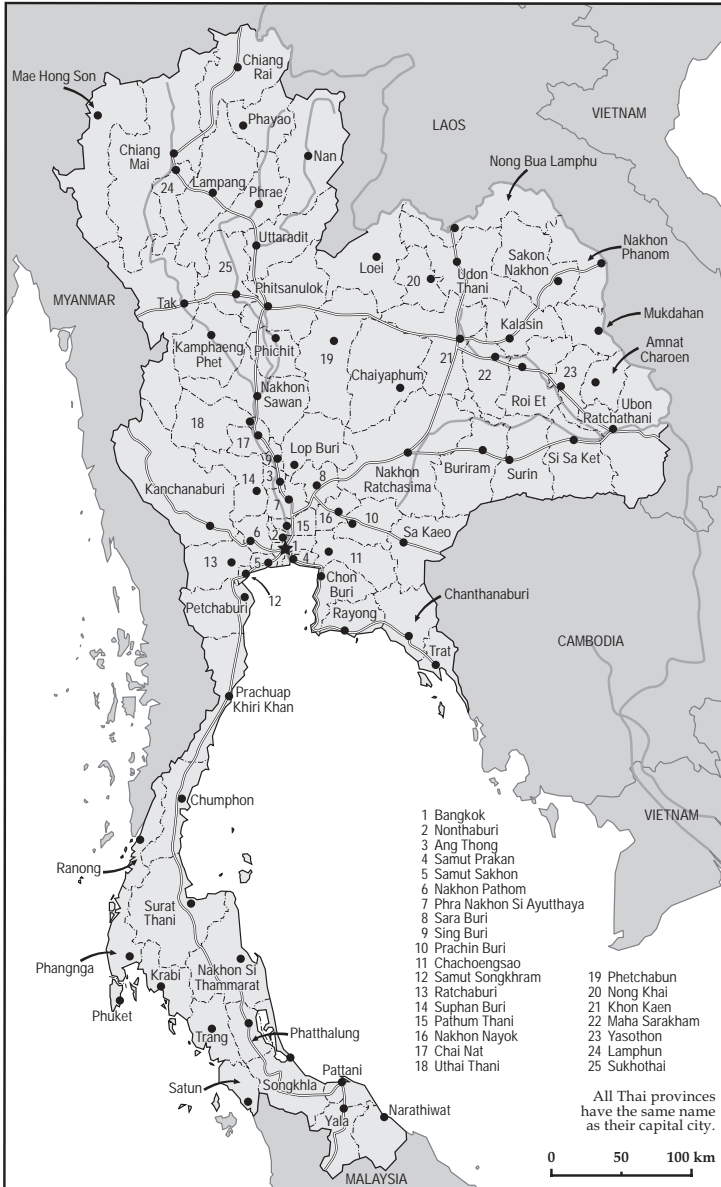 Chiang
Rai
Mae Hong Son
VIETNAM
Phayao
LAOS
Chiang
Mai
Nan
Nong Bua Lamphu
24
Lampang
Phrae
Uttaradit
Nakhon
Phanom
25
Loei
Sakon
Nakhon
20
Udon
Thani
MYANMAR
Tak
Phitsanulok
Mukdahan
Kalasin
Kamphaeng
Phet
Phichit
19
21
Amnat
Charoen
22
23
Chaiyaphum
Nakhon
Sawan
Roi Et
Ubon
Ratchathani
18
17
Lop Buri
Si Sa Ket
Nakhon
Ratchasima
Buriram
Surin
3
8
14
Kanchanaburi
7
16
10
15
Sa Kaeo
6
2
1
11
13
5
4
Chon
Buri
Petchaburi
12
Rayong
Chanthanaburi
Trat
CAMBODIA
Prachuap
Khiri Khan
Chumphon
VIETNAM
Ranong
Surat
Thani
Phangnga
Krabi
Nakhon Si
Thammarat
Phuket
Trang
Phatthalung
Pattani
Satun
Songkhla
Yala
Narathiwat
MALAYSIA
1 Bangkok
2 Nonthaburi
3 Ang Thong
4 Samut Prakan
5 Samut Sakhon
6 Nakhon Pathom
7 Phra Nakhon Si Ayutthaya
8 Sara Buri
9 Sing Buri
10 Prachin Buri
11 Chachoengsao
12 Samut Songkhram
13 Ratchaburi
14 Suphan Buri
15 Pathum Thani
16 Nakhon Nayok
17 Chai Nat
18 Uthai Thani
19 Phetchabun
20 Nong Khai
21 Khon Kaen
22 Maha Sarakham
23 Yasothon
24 Lamphun
25 Sukhothai
All Thai provinces
have the same name
as their capital city.
0 50 100 km